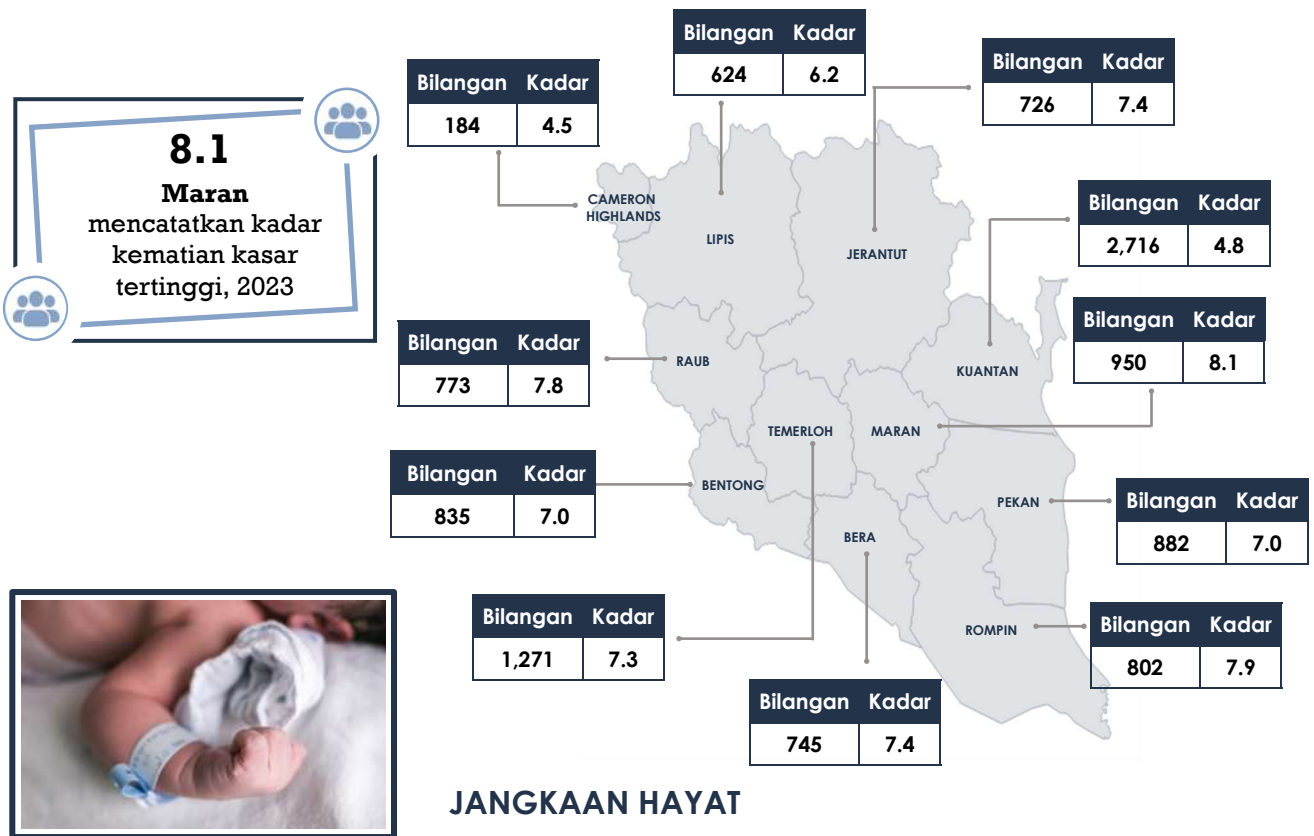 Bilangan Kadar
624 6.2
Bilangan Kadar
726 7.4
Bilangan Kadar
184 4.5
8.1
Maran
mencatatkan kadar
kematian kasar
tertinggi, 2023
CAMERON
HIGHLANDS
LIPIS
JERANTUT
Bilangan Kadar
2,716 4.8
Bilangan Kadar
950 8.1
Bilangan Kadar
773 7.8
RAUB
KUANTAN
TEMERLOH
MARAN
Bilangan Kadar
835 7.0
BENTONG
PEKAN
Bilangan Kadar
882 7.0
BERA
Bilangan Kadar
1,271 7.3
ROMPIN
Bilangan Kadar
802 7.9
Bilangan Kadar
745 7.4
JANGKAAN HAYAT